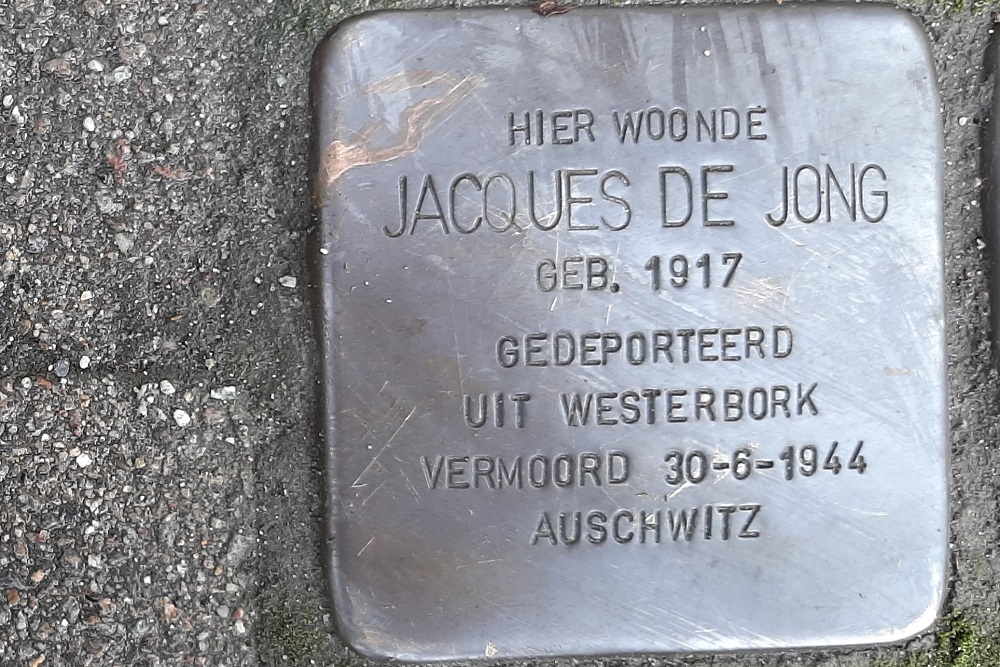 HIER WOONDE
JACQUES DE JONG
GEB. 1917
GEDEPORTEERD
UIT WESTERBORK
VERMOORD 30-6-1944
AUSCHWITZ